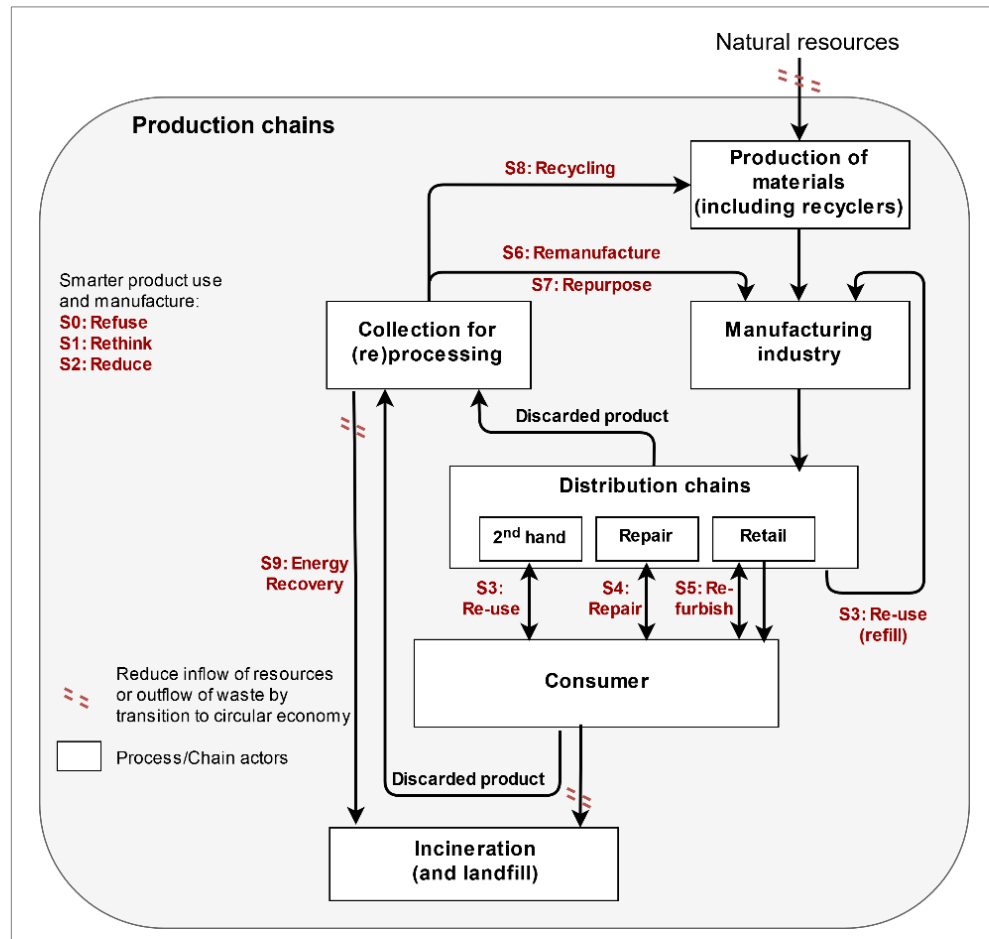 Natural resources
Production chains
Production of
materials
(including recyclers)
S8: Recycling
S6: Remanufacture
S7: Repurpose
Smarter product use
and manufacture:
S0: Refuse
S1: Rethink
S2: Reduce
Collection for
(re)processing
Manufacturing
industry
Discarded product
Distribution chains
2nd hand
Repair
Retail
S9: Energy
Recovery
S3:
Re-use
S4:
Repair
S5: Re-
furbish
S3: Re-use
(refill)
Consumer
Reduce inflow of resources
or outflow of waste by
transition to circular economy
Process/Chain actors
Discarded product
Incineration
(and landfill)